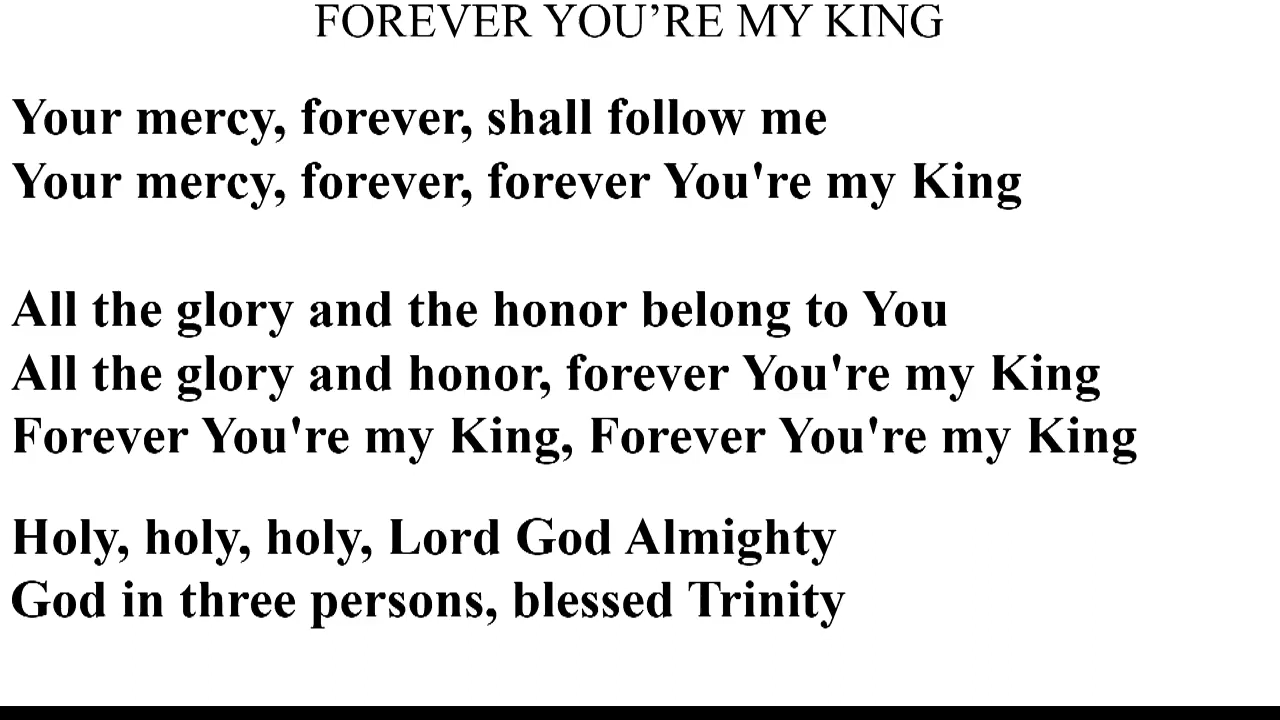 FOREVER YOU’RE MY KING
Your mercy, forever, shall follow me
Your mercy, forever, forever You're my King
All the glory and the honor belong to You
All the glory and honor, forever You're my King
Forever You're my King, Forever You're my King
Holy, holy, holy, Lord God Almighty
God in three persons, blessed Trinity